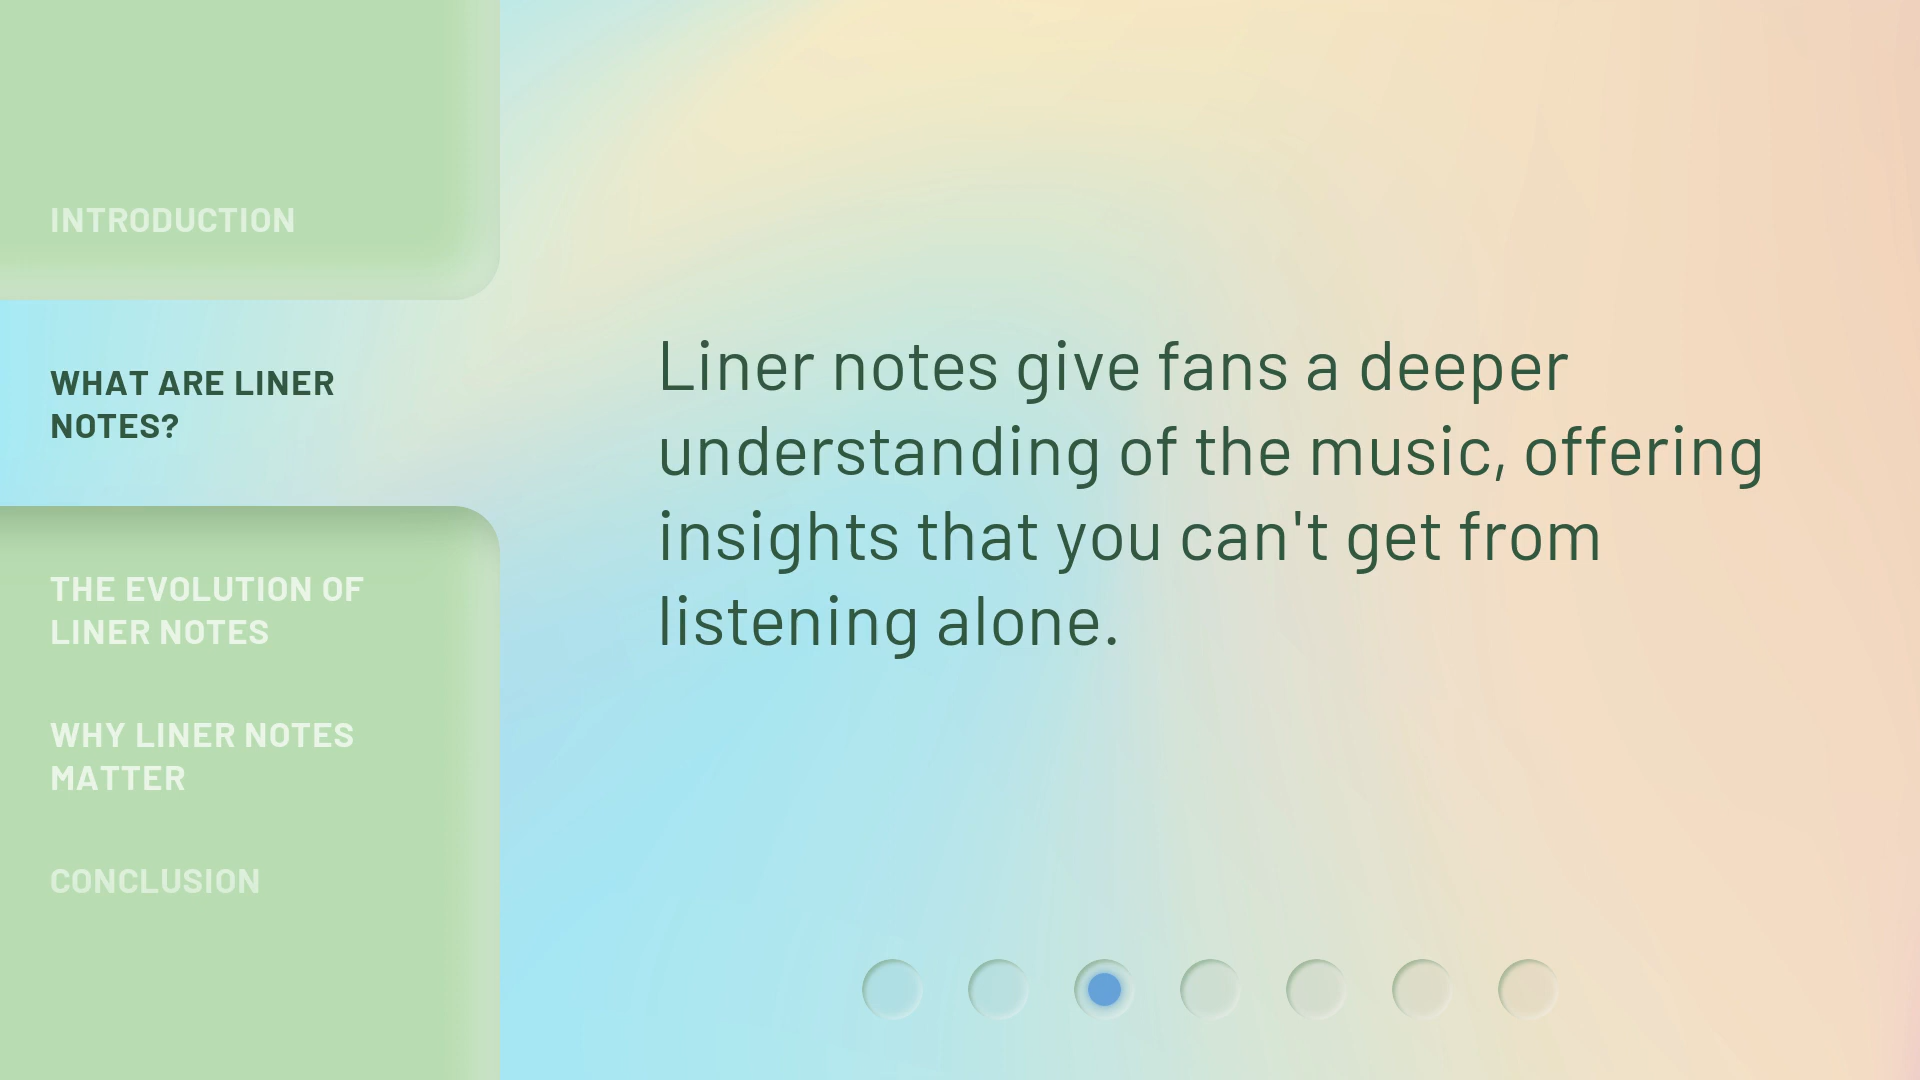 INTRODUCTION
WHAT ARE LINER
NOTES?
THE EVOLUTION OF
LINER NOTES
WHY LINER NOTES
MATTER
CONCLUSION
Liner notes give fans a deeper
understanding of the music, offering
insights that you can't get from
listening alone.